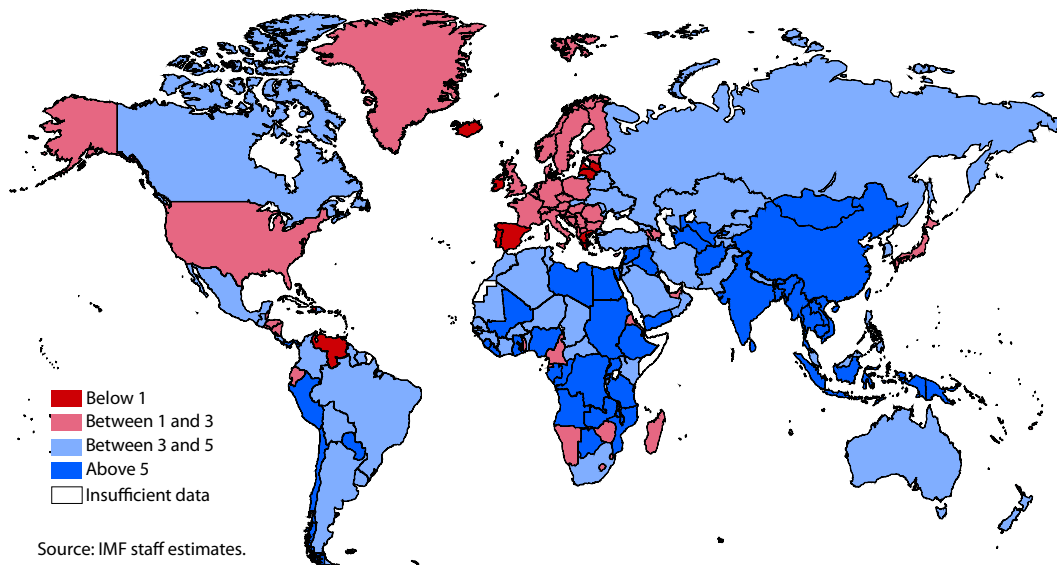 Below 1
Between 1 and 3
Between 3 and 5
Above 5
Insufficient data
Source: IMF staff estimates.